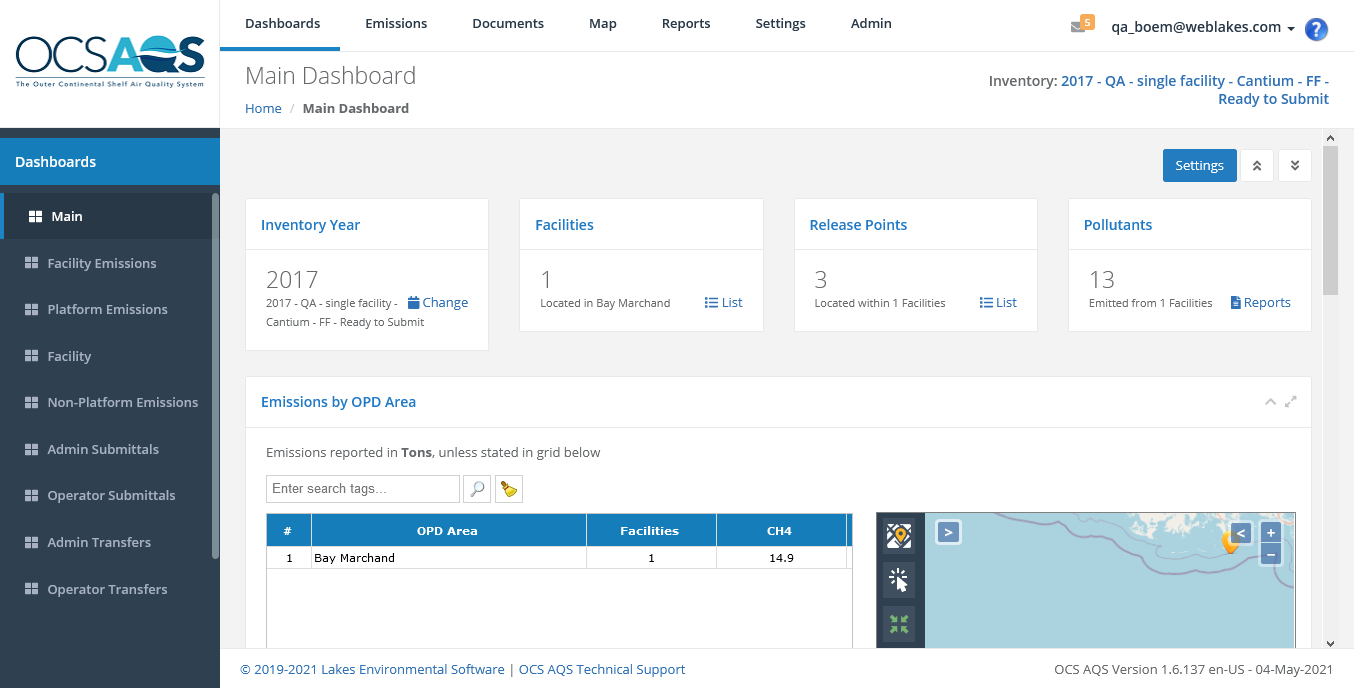 OCSAQS
The Outer Continental Shelf Air Quality System
Dashboards Emissions Documents Map Reports Settings Admin
5 qa_boem@weblakes.com ?
Main Dashboard
Home / Main Dashboard
Inventory: 2017 - QA - single facility - Cantium - FF -
Ready to Submit
Dashboards
Main
Facility Emissions
Platform Emissions
Facility
Non-Platform Emissions
Admin Submittals
Operator Submittals
Admin Transfers
Operator Transfers
Settings
Inventory Year
2017
2017 - QA - single facility - Change
Cantium - FF - Ready to Submit
Facilities
1
Located in Bay Marchand List
Release Points
3
Located within 1 Facilities List
Pollutants
13
Emitted from 1 Facilities Reports
Emissions by OPD Area
Emissions reported in Tons, unless stated in grid below
Enter search tags...
# OPD Area Facilities CH4
1 Bay Marchand 1 14.9
> < +
−
© 2019-2021 Lakes Environmental Software | OCS AQS Technical Support
OCS AQS Version 1.6.137 en-US - 04-May-2021